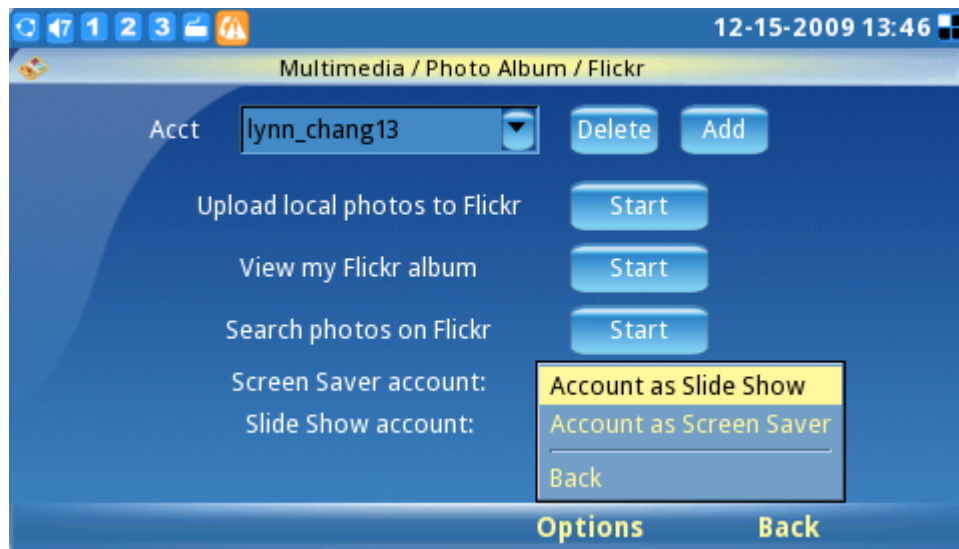 1 2 3 12-15-2009 13:46
Multimedia / Photo Album / Flickr
Acct lynn_chang13 Delete Add
Upload local photos to Flickr Start
View my Flickr album Start
Search photos on Flickr Start
Screen Saver account: Account as Slide Show
Slide Show account: Account as Screen Saver
Back
Options Back